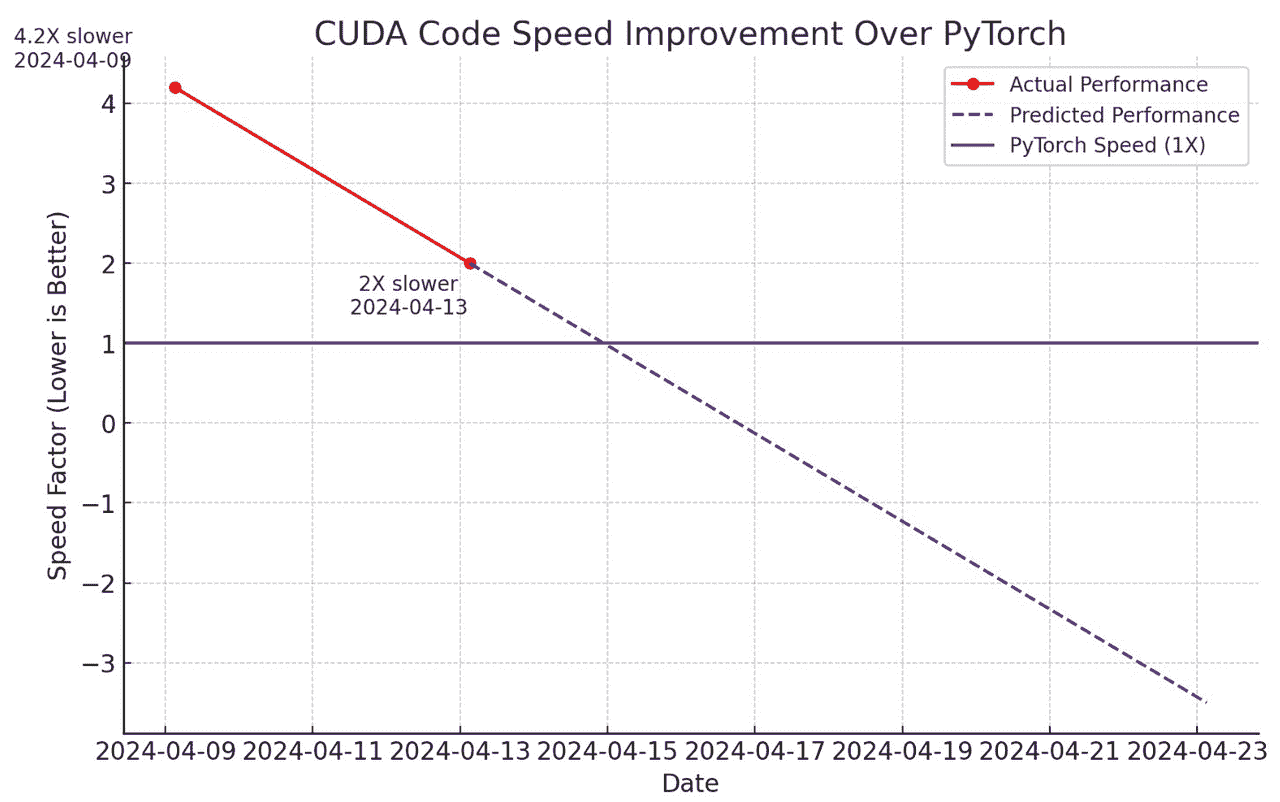 4.2X slower
2024-04-09
CUDA Code Speed Improvement Over PyTorch
Actual Performance
Predicted Performance
PyTorch Speed (1X)
Speed Factor (Lower is Better)
4
3
2
1
0
−1
−2
−3
2X slower
2024-04-13
2024-04-09 2024-04-11 2024-04-13 2024-04-15 2024-04-17 2024-04-19 2024-04-21 2024-04-23
Date